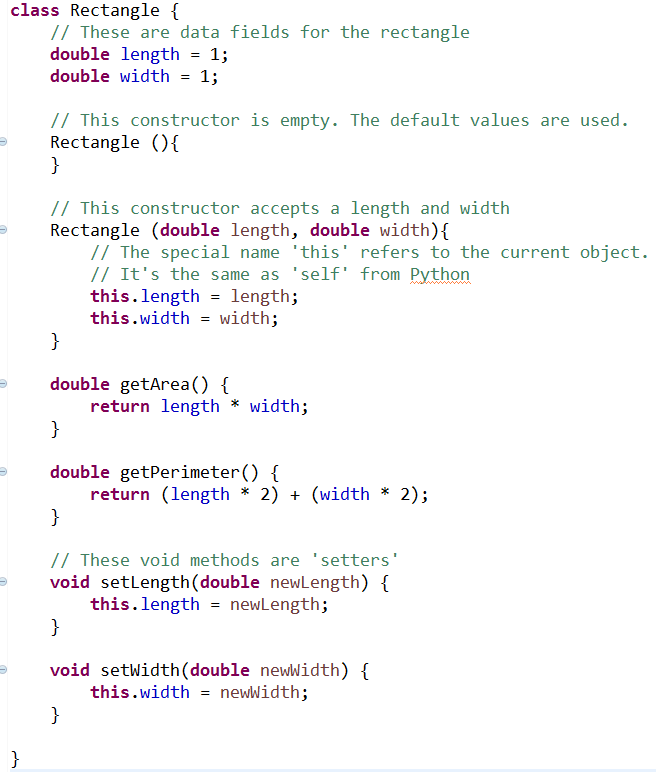 class Rectangle {
    // These are data fields for the rectangle
    double length = 1;
    double width = 1;

    // This constructor is empty. The default values are used.
    Rectangle (){
    }

    // This constructor accepts a length and width
    Rectangle (double length, double width){
        // The special name 'this' refers to the current object.
        // It's the same as 'self' from Python
        this.length = length;
        this.width = width;
    }

    double getArea() {
        return length * width;
    }

    double getPerimeter() {
        return (length * 2) + (width * 2);
    }

    // These void methods are 'setters'
    void setLength(double newLength) {
        this.length = newLength;
    }

    void setWidth(double newWidth) {
        this.width = newWidth;
    }

}